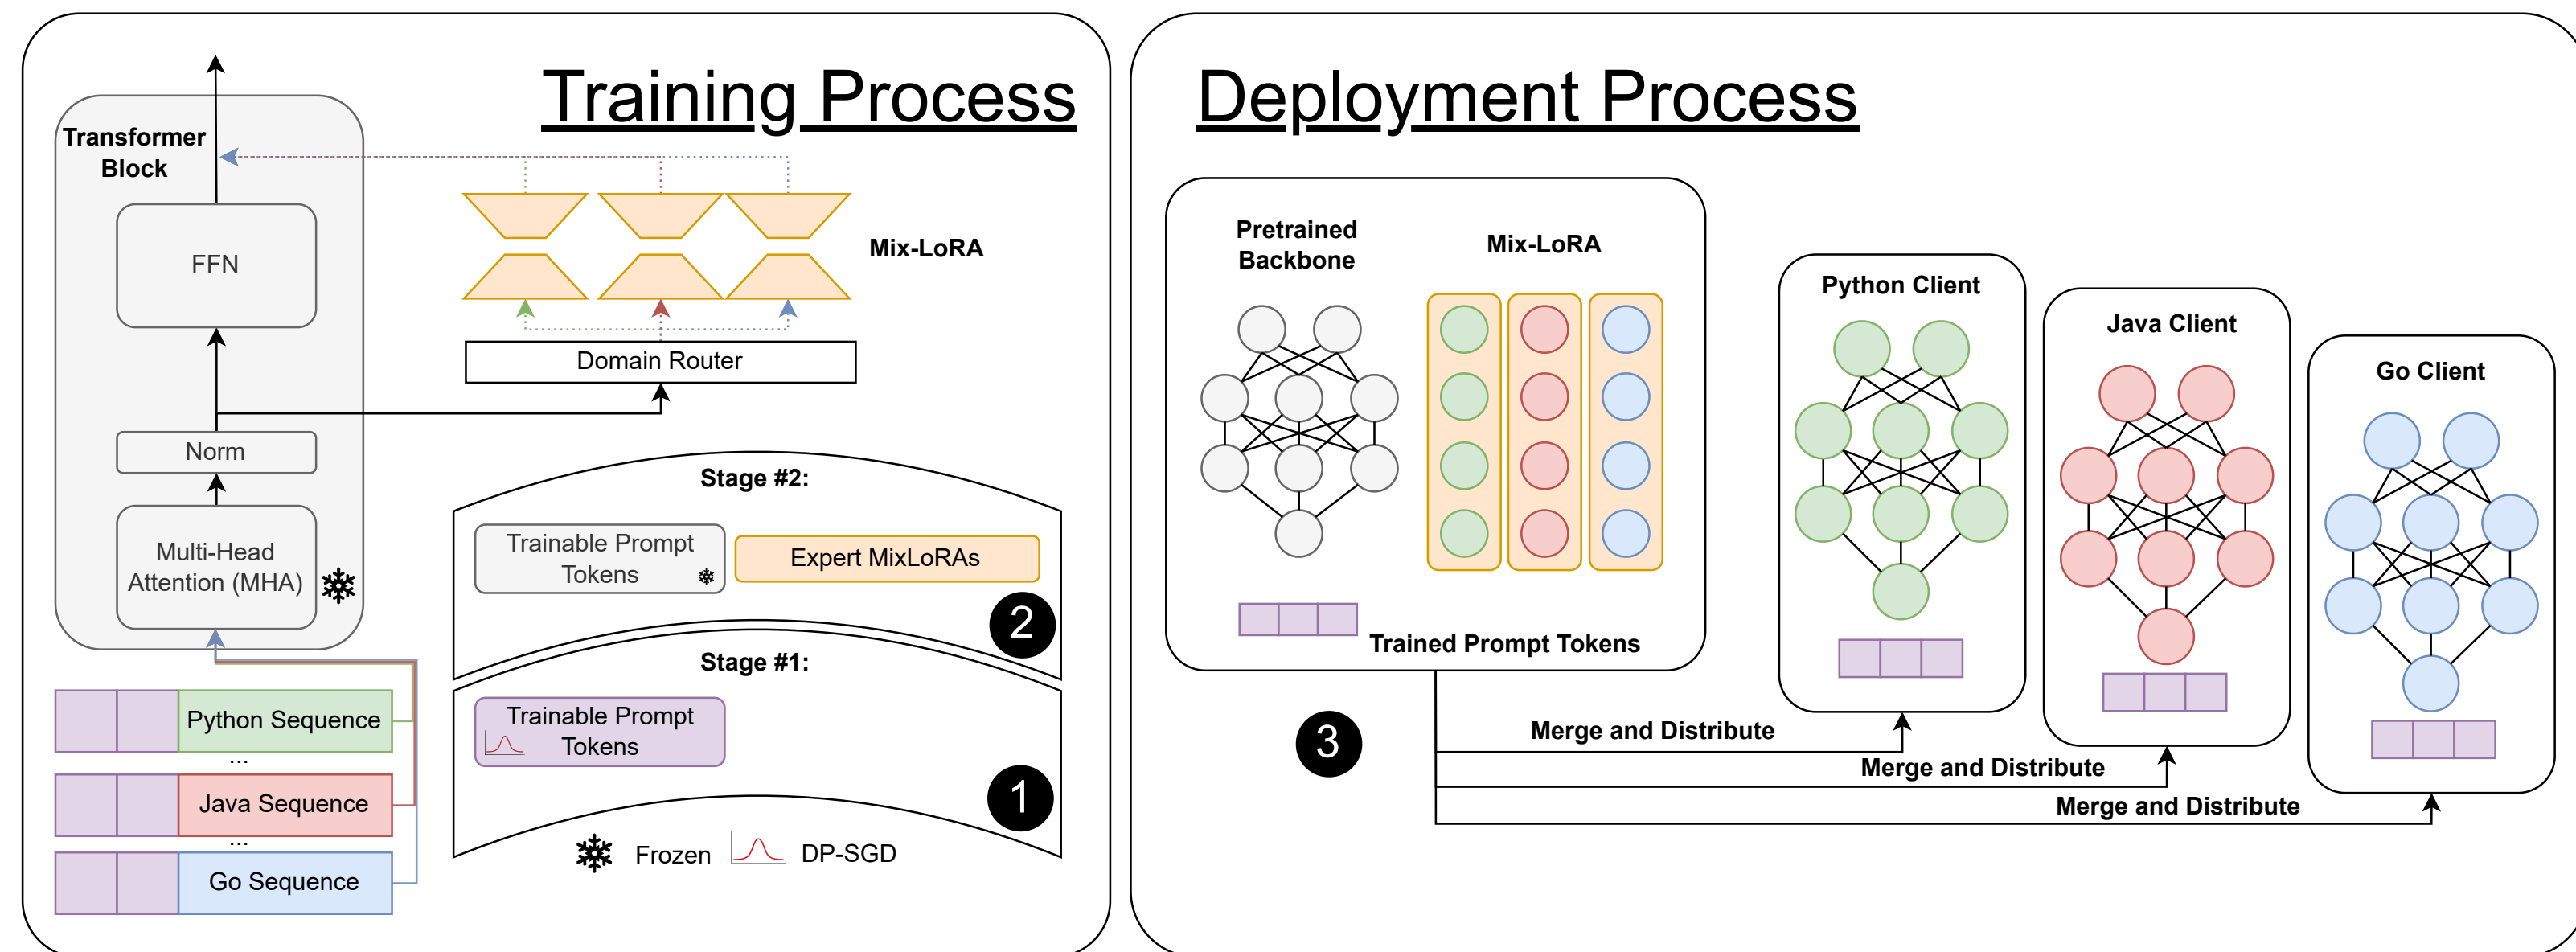 Training Process
Transformer
Block
FFN
Norm
Multi-Head
Attention (MHA)
Mix-LoRA
Domain Router
Stage #2:
Trainable Prompt
Tokens
Expert MixLoRAs
2
Stage #1:
Trainable Prompt
Tokens
1
Frozen
DP-SGD
Python Sequence
...
Java Sequence
...
Go Sequence
Deployment Process
Pretrained
Backbone
Mix-LoRA
Trained Prompt Tokens
Python Client
Java Client
Go Client
3
Merge and Distribute
Merge and Distribute
Merge and Distribute